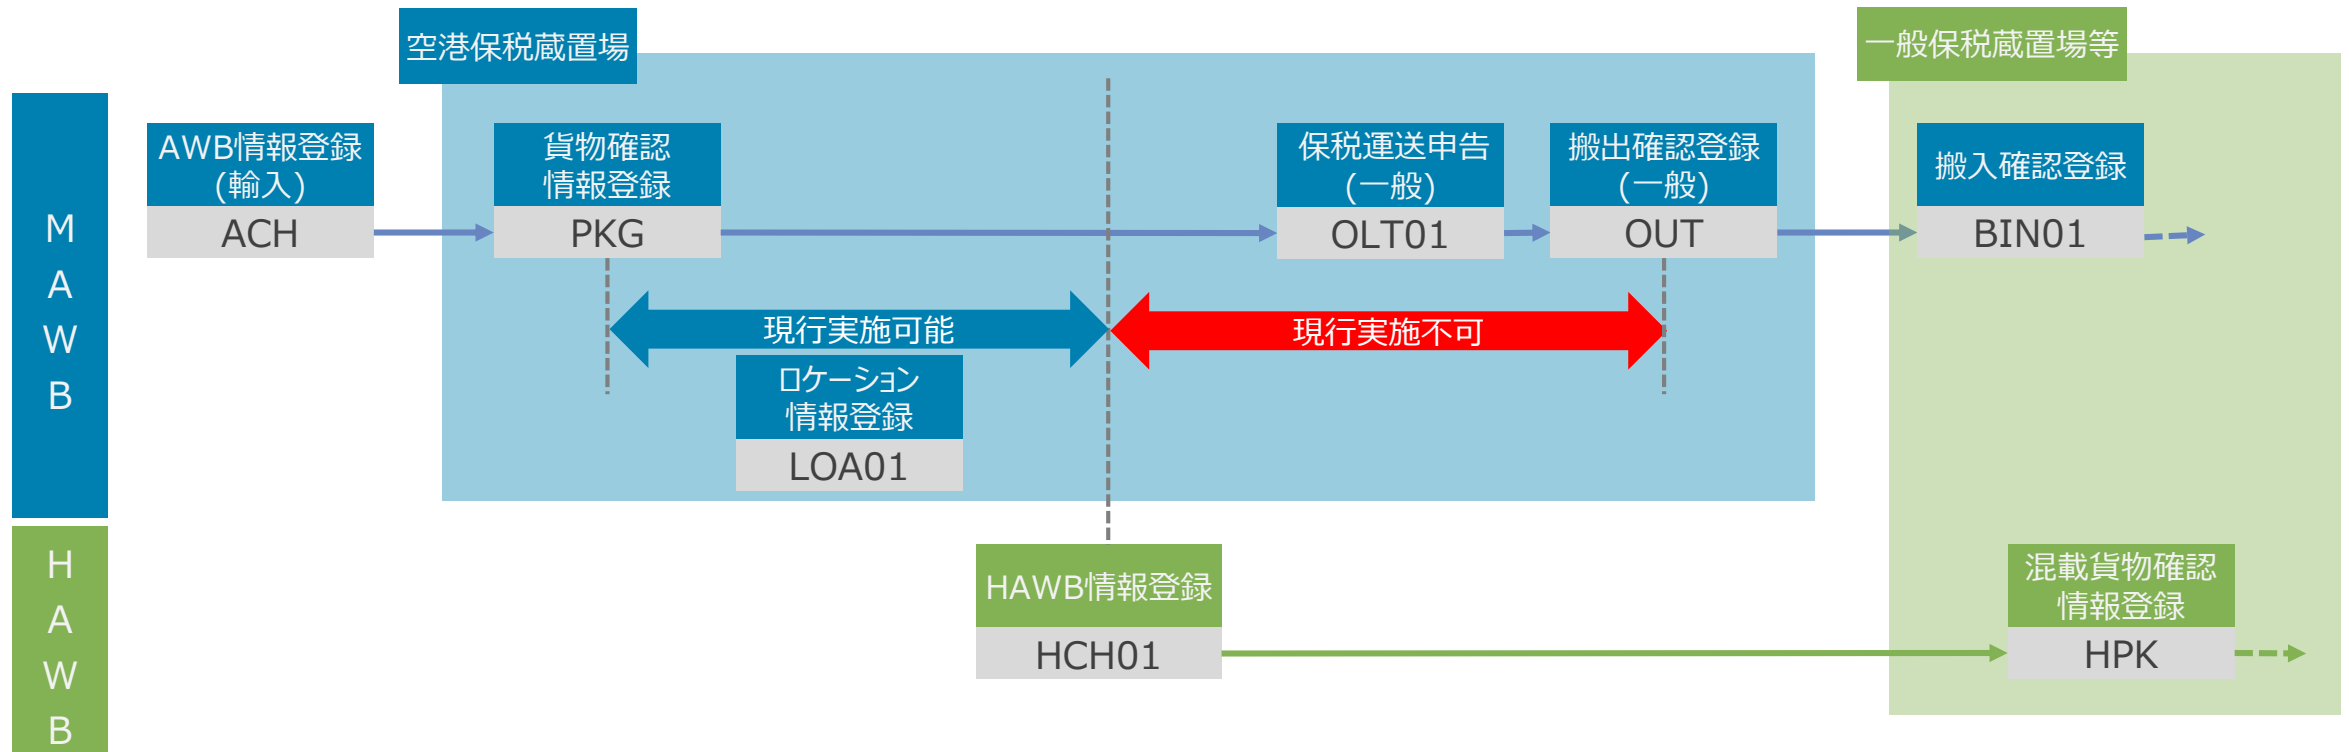 空港保税蔵置場
一般保税蔵置場等
M
A
W
B
AWB情報登録
(輸入)
ACH
貨物確認
情報登録
PKG
保税運送申告
(一般)
OLT01
搬出確認登録
(一般)
OUT
搬入確認登録
BIN01
現行実施可能
現行実施不可
ロケーション
情報登録
LOA01
H
A
W
B
HAWB情報登録
HCH01
混載貨物確認
情報登録
HPK